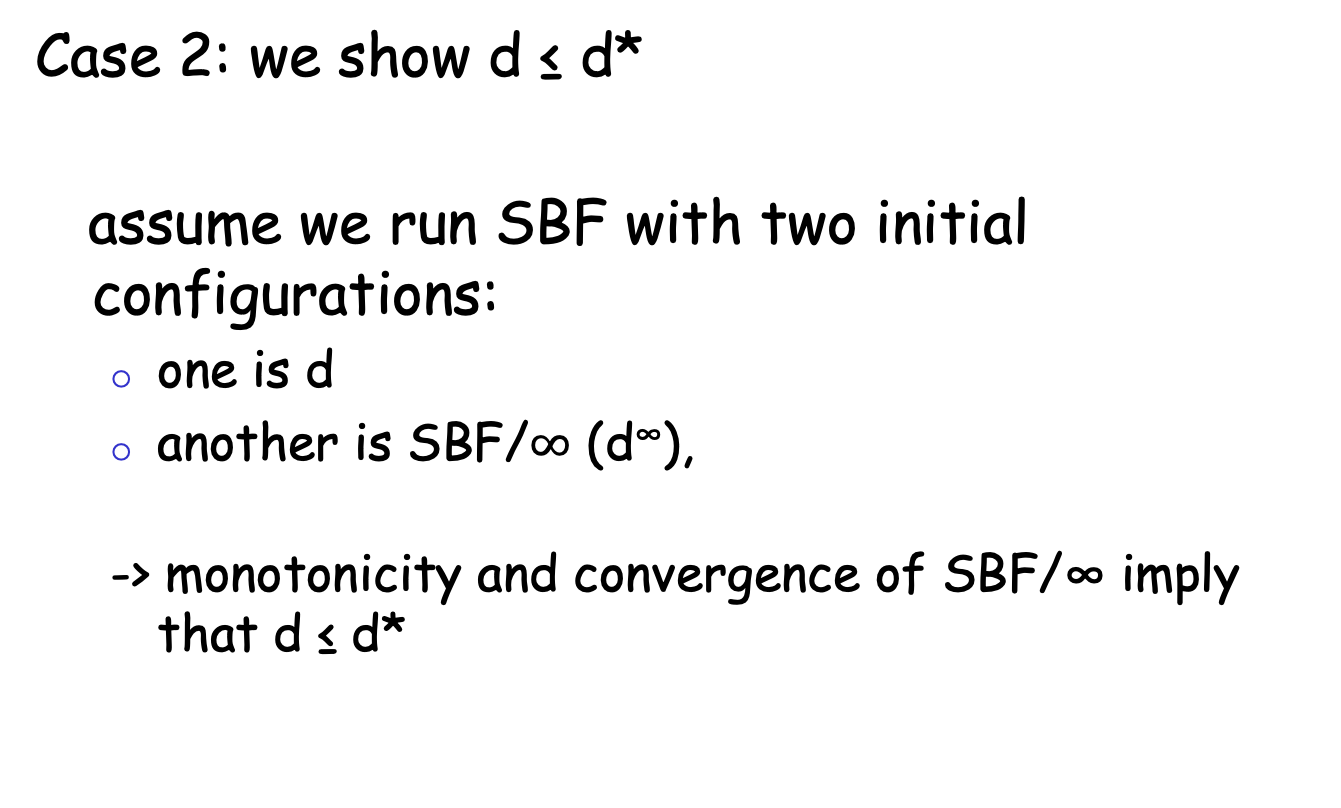 Case 2: we show d ≤ d*
assume we run SBF with two initial
configurations:
○ one is d
○ another is SBF/∞ (d∞),
-> monotonicity and convergence of SBF/∞ imply
that d ≤ d*